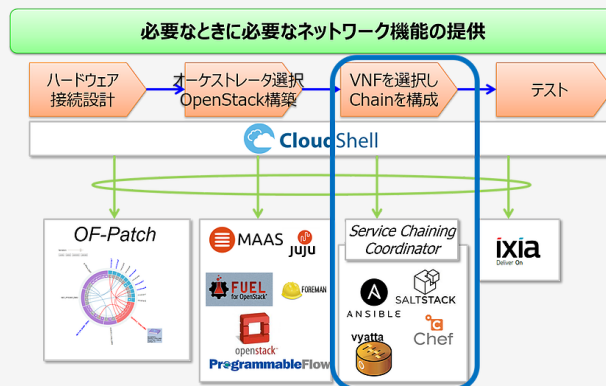 必要なときに必要なネットワーク機能の提供
ハードウェア
接続設計
オーケストレータ選択
OpenStack構築
VNFを選択し
Chainを構成
テスト
CloudShell
OF-Patch
MAAS
juju
FUEL
for OpenStack
FOREMAN
openstack
ProgrammableFlow
Service Chaining
Coordinator
ANSIBLE
SALTSTACK
vyatta
Chef
ixia
Deliver On